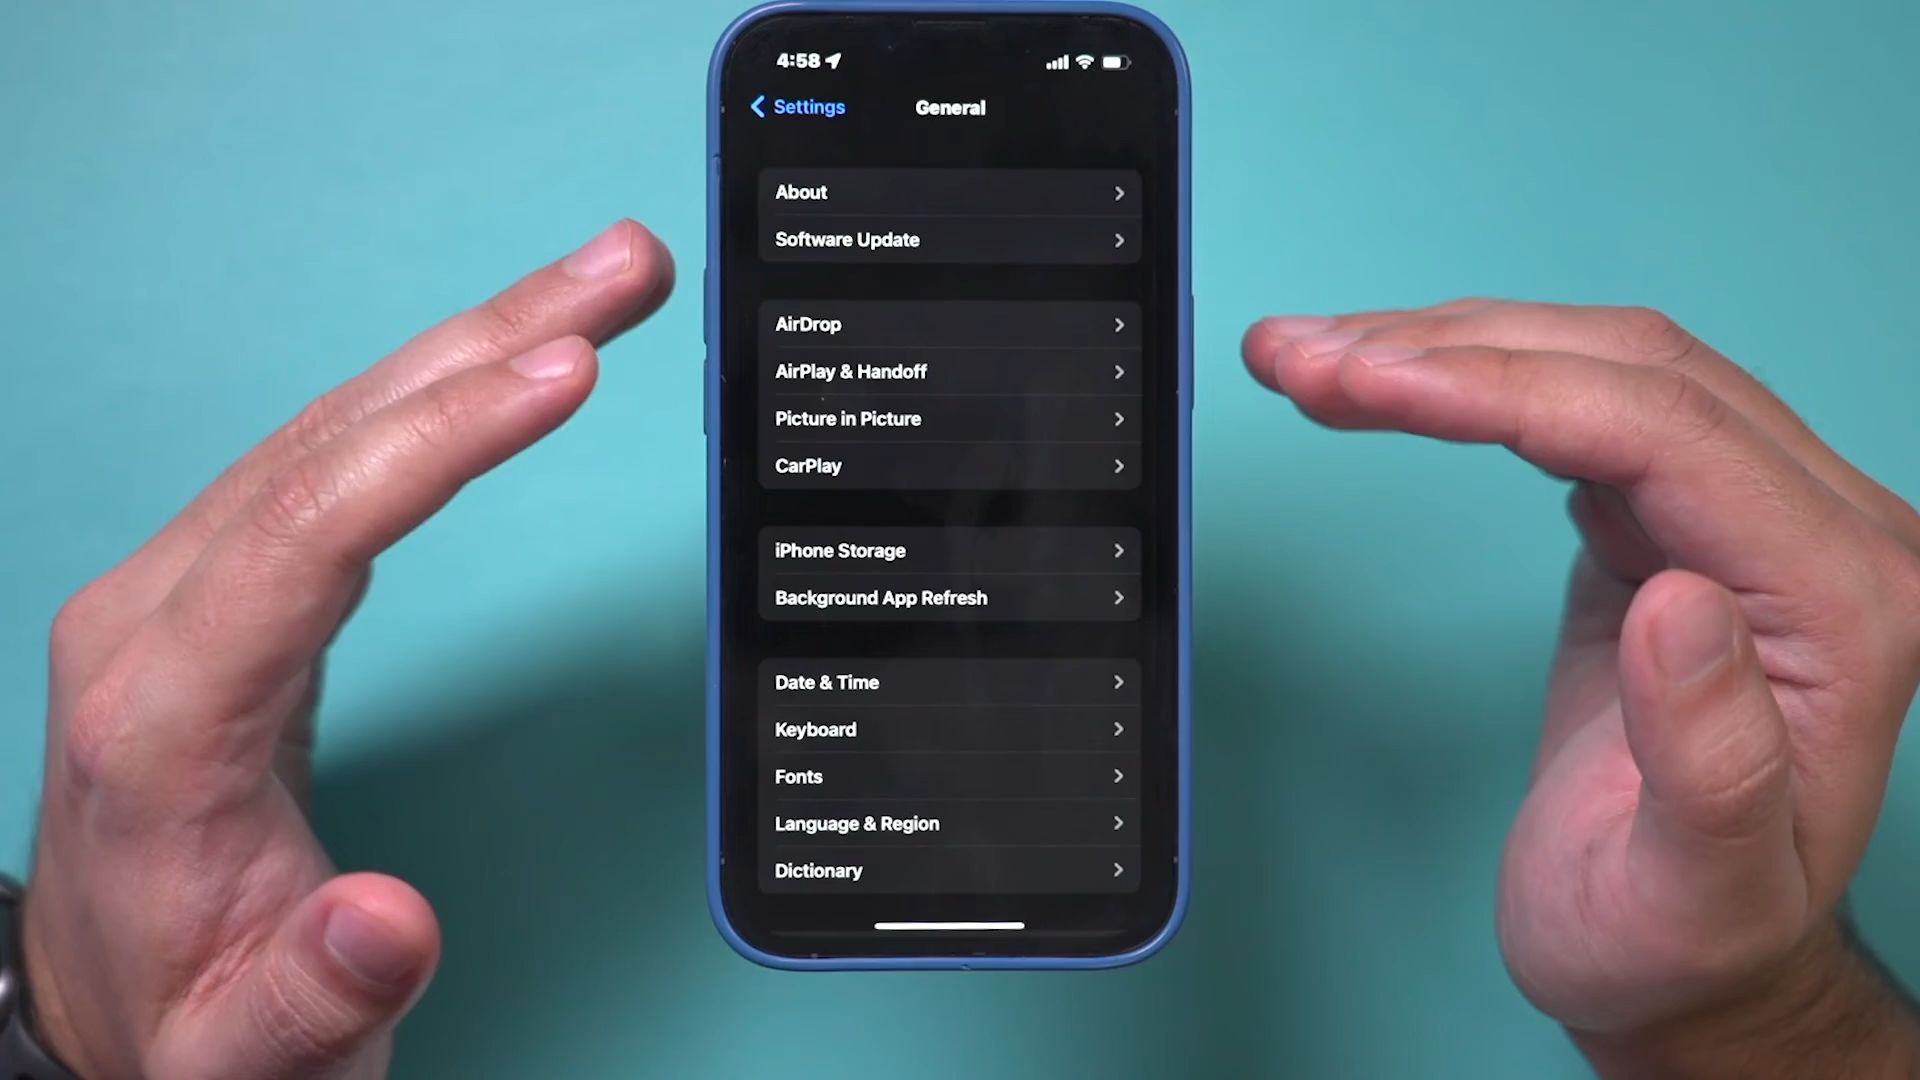 4:58
Settings
General
About
Software Update
AirDrop
AirPlay & Handoff
Picture in Picture
CarPlay
iPhone Storage
Background App Refresh
Date & Time
Keyboard
Fonts
Language & Region
Dictionary